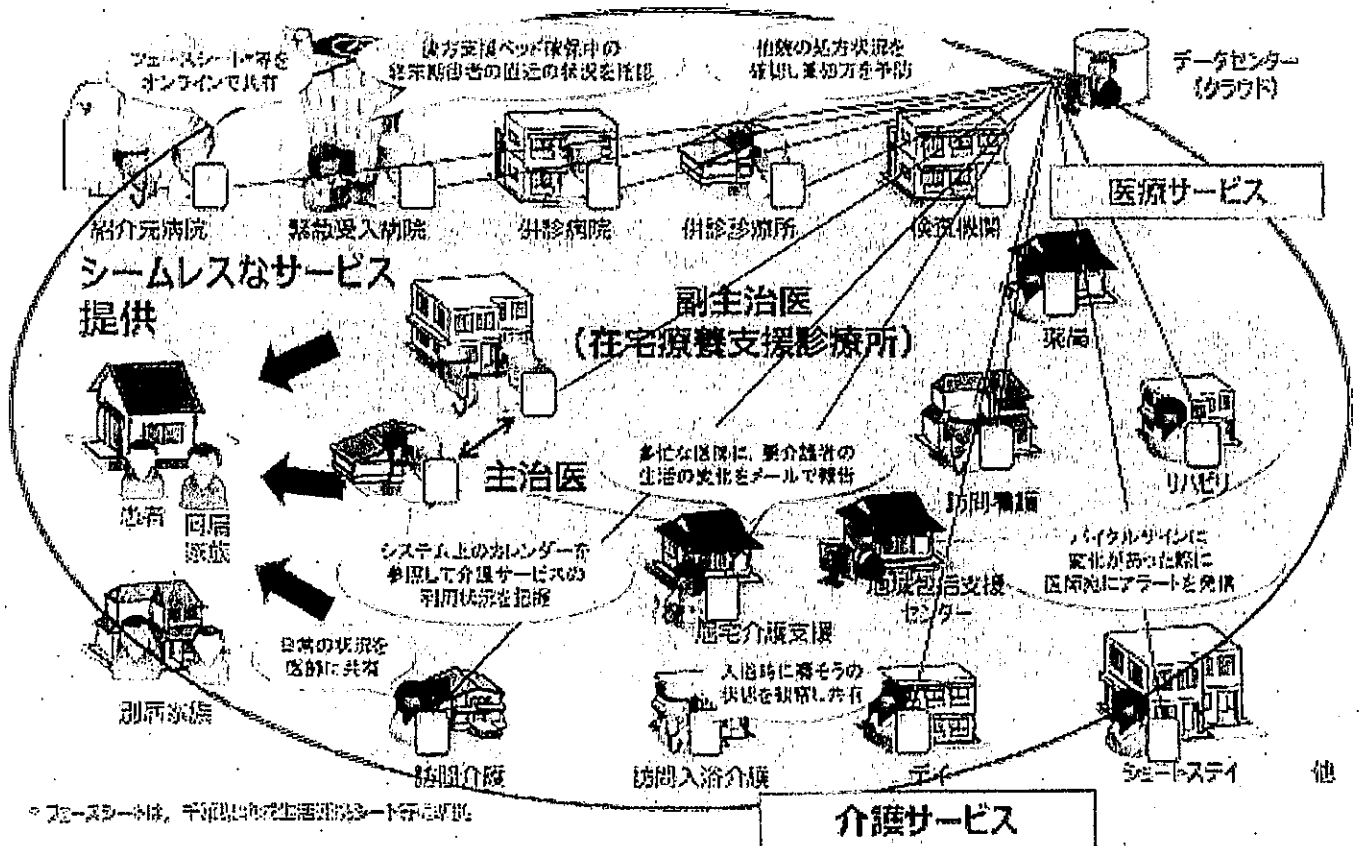 フェースシート*等を
オンラインで共有
後方支援ベッド確保中の
終末期患者の直近の状況を確認
他院の処方状況を
確認し重複処方を予防
データセンター
(クラウド)
紹介元病院
緊急受入病院
併診病院
併診診療所
検査機関
医療サービス
シームレスなサービス
提供
副主治医
(在宅療養支援診療所)
薬局
主治医
多忙な医師に、要介護者の
生活の変化をメールで報告
訪問看護
リハビリ
患者
同居
家族
システム上のカレンダーを
参照して介護サービスの
利用状況を把握
バイタルサインに
変化があった際に
医師宛にアラートを発信
地域包括支援
センター
居宅介護支援
日常の状況を
医師に共有
入浴時に褥そうの
状態を観察し共有
別居家族
訪問介護
訪問入浴介護
デイ
ショートステイ
他
*フェースシートは、
介護サービス